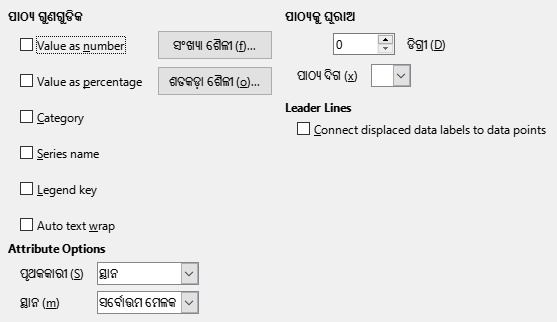 ପାଠ୍ୟ ଗୁଣଗୁଡିକ
Value as number
ସଂଖ୍ୟା ଶୈଳୀ (f)...
Value as percentage
ଶତକଡ଼ା ଶୈଳୀ (o)...
Category
Series name
Legend key
Auto text wrap
Attribute Options
ପୃଥକକାରୀ (S)
ସ୍ଥାନ
ସ୍ଥାନ (m)
ସର୍ବୋତ୍ତମ ମେଳକ
ପାଠ୍ୟକୁ ଘୂରାଅ
0
ଡିଗ୍ରୀ (D)
ପାଠ୍ୟ ଦିଗ (x)
Leader Lines
Connect displaced data labels to data points